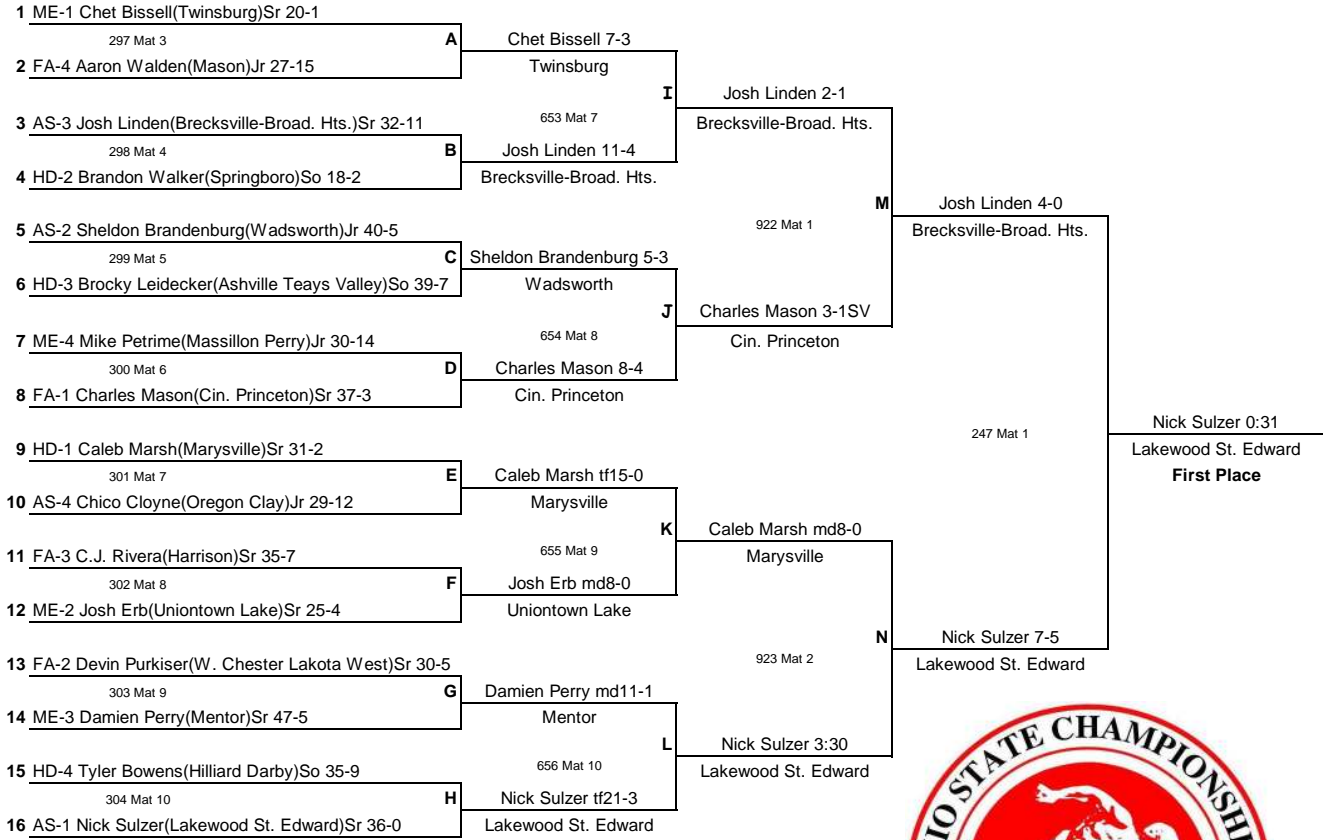 1 ME-1 Chet Bissell(Twinsburg)Sr 20-1
297 Mat 3
A
2 FA-4 Aaron Walden(Mason)Jr 27-15
Chet Bissell 7-3
Twinsburg
I
653 Mat 7
3 AS-3 Josh Linden(Brecksville-Broad. Hts.)Sr 32-11
298 Mat 4
B
4 HD-2 Brandon Walker(Springboro)So 18-2
Josh Linden 11-4
Brecksville-Broad. Hts.
Josh Linden 2-1
Brecksville-Broad. Hts.
M
922 Mat 1
5 AS-2 Sheldon Brandenburg(Wadsworth)Jr 40-5
299 Mat 5
C
6 HD-3 Brocky Leidecker(Ashville Teays Valley)So 39-7
Sheldon Brandenburg 5-3
Wadsworth
J
654 Mat 8
7 ME-4 Mike Petrime(Massillon Perry)Jr 30-14
300 Mat 6
D
8 FA-1 Charles Mason(Cin. Princeton)Sr 37-3
Charles Mason 8-4
Cin. Princeton
Charles Mason 3-1SV
Cin. Princeton
Josh Linden 4-0
Brecksville-Broad. Hts.
247 Mat 1
9 HD-1 Caleb Marsh(Marysville)Sr 31-2
301 Mat 7
E
10 AS-4 Chico Cloyne(Oregon Clay)Jr 29-12
Caleb Marsh tf15-0
Marysville
K
655 Mat 9
11 FA-3 C.J. Rivera(Harrison)Sr 35-7
302 Mat 8
F
12 ME-2 Josh Erb(Uniontown Lake)Sr 25-4
Josh Erb md8-0
Uniontown Lake
Caleb Marsh md8-0
Marysville
N
923 Mat 2
13 FA-2 Devin Purkiser(W. Chester Lakota West)Sr 30-5
303 Mat 9
G
14 ME-3 Damien Perry(Mentor)Sr 47-5
Damien Perry md11-1
Mentor
L
656 Mat 10
15 HD-4 Tyler Bowens(Hilliard Darby)So 35-9
304 Mat 10
H
16 AS-1 Nick Sulzer(Lakewood St. Edward)Sr 36-0
Nick Sulzer tf21-3
Lakewood St. Edward
Nick Sulzer 3:30
Lakewood St. Edward
Nick Sulzer 7-5
Lakewood St. Edward
Nick Sulzer 0:31
Lakewood St. Edward
First Place
STATE